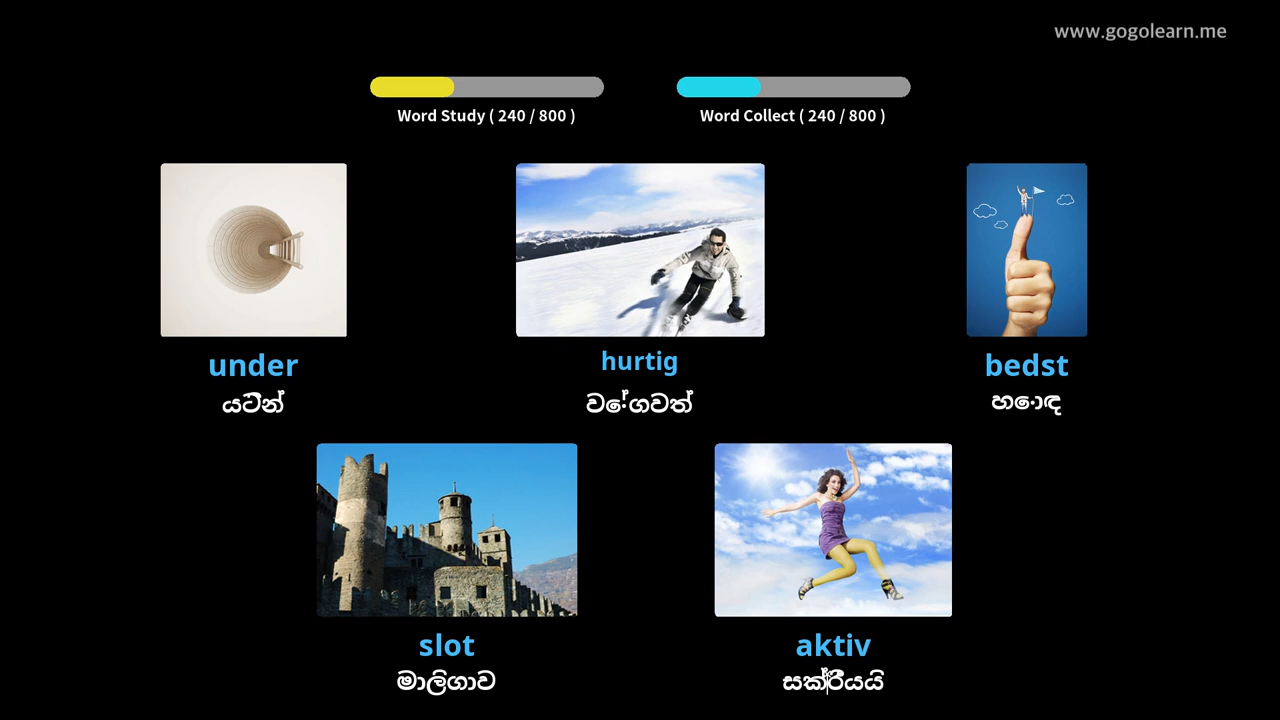 www.gogolearn.me
Word Study ( 240 / 800 )
Word Collect ( 240 / 800 )
under
යටින්
hurtig
වේගවත්
bedst
හොඳ
slot
මාලිගාව
aktiv
සක්‍රීයයි